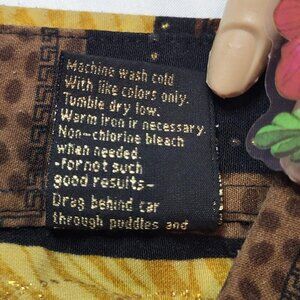 Machine wash cold
With like colors only.
Tumble dry low.
Warm iron if necessary.
Non-chlorine bleach
when needed.
-For not such
good results-
Drag behind car
through puddles and